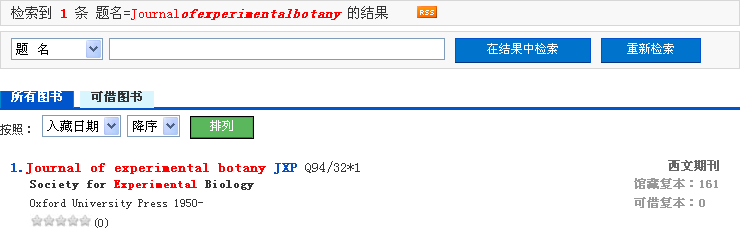 检索到 1 条 题名=Journalofexperimentalbotany 的结果 RSS
题 名 在结果中检索 重新检索
所有图书 可借图书
按照： 入藏日期 降序 排列
1.Journal of experimental botany JXP Q94/32*1 西文期刊
Society for Experimental Biology 馆藏复本：161
Oxford University Press 1950- 可借复本：0
(0)